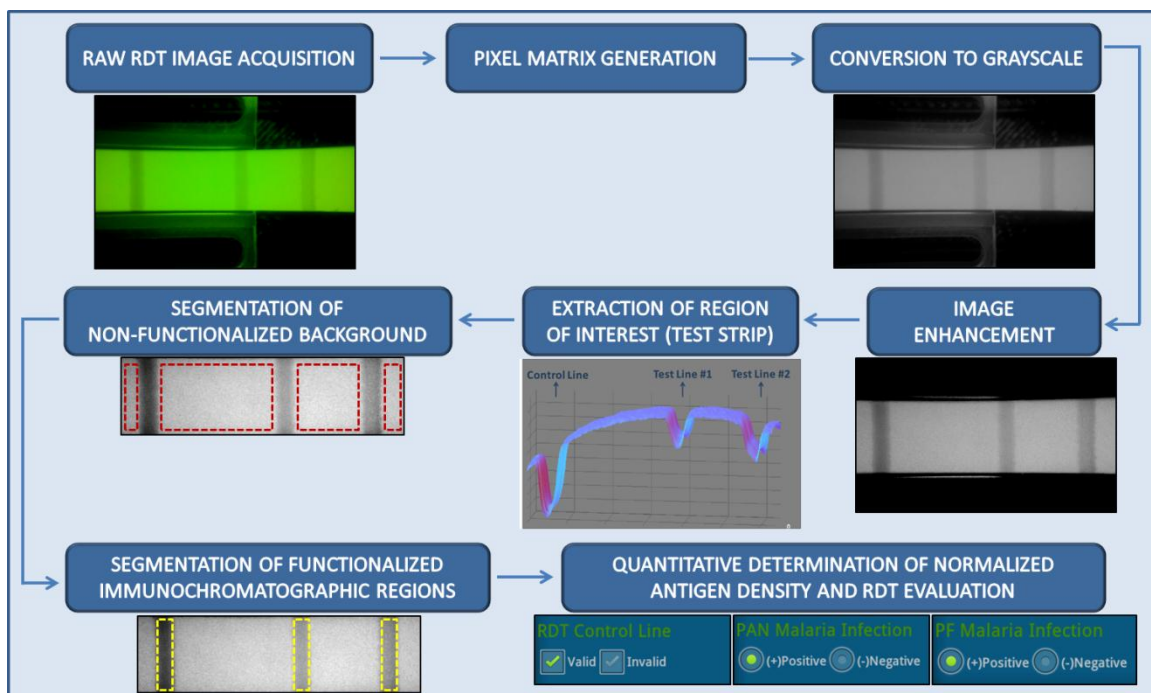 RAW RDT IMAGE ACQUISITION
PIXEL MATRIX GENERATION
CONVERSION TO GRAYSCALE
IMAGE
ENHANCEMENT
EXTRACTION OF REGION
OF INTEREST (TEST STRIP)
Control Line
Test Line #1
Test Line #2
SEGMENTATION OF
NON-FUNCTIONALIZED BACKGROUND
SEGMENTATION OF FUNCTIONALIZED
IMMUNOCHROMATOGRAPHIC REGIONS
QUANTITATIVE DETERMINATION OF NORMALIZED
ANTIGEN DENSITY AND RDT EVALUATION
RDT Control Line
Valid Invalid
PAN Malaria Infection
(+)Positive (-)Negative
PF Malaria Infection
(+)Positive (-)Negative